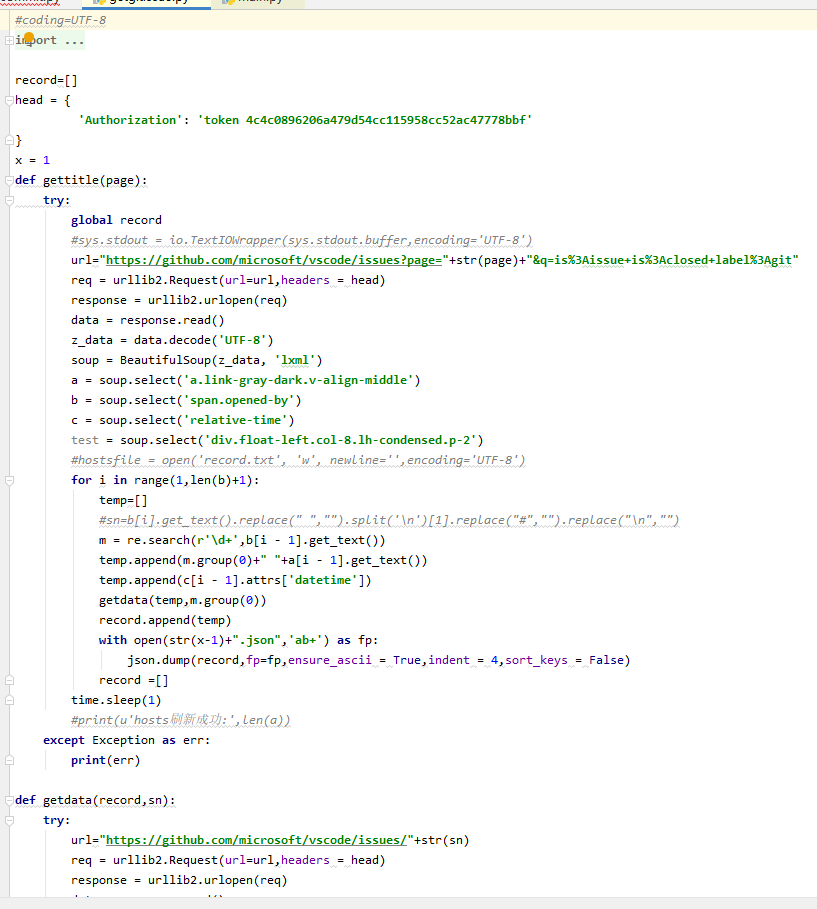 main.py
#coding=UTF-8
import ...
record=[]
head = {
'Authorization': 'token 4c4c0896206a479d54cc115958cc52ac47778bbf'
}
x = 1
def gettitle(page):
try:
global record
#sys.stdout = io.TextIOWrapper(sys.stdout.buffer,encoding='UTF-8')
url="https://github.com/microsoft/vscode/issues?page="+str(page)+"&q=is%3Aissue+is%3Aclosed+label%3Agit"
req = urllib2.Request(url=url,headers = head)
response = urllib2.urlopen(req)
data = response.read()
z_data = data.decode('UTF-8')
soup = BeautifulSoup(z_data, 'lxml')
a = soup.select('a.link-gray-dark.v-align-middle')
b = soup.select('span.opened-by')
c = soup.select('relative-time')
test = soup.select('div.float-left.col-8.lh-condensed.p-2')
#hostsfile = open('record.txt', 'w', newline='',encoding='UTF-8')
for i in range(1,len(b)+1):
temp=[]
#sn=b[i].get_text().replace(" ","").split('\n')[1].replace("#","").replace("\n","")
m = re.search(r'\d+',b[i - 1].get_text())
temp.append(m.group(0)+" "+a[i - 1].get_text())
temp.append(c[i - 1].attrs['datetime'])
getdata(temp,m.group(0))
record.append(temp)
with open(str(x-1)+".json",'ab+') as fp:
json.dump(record,fp=fp,ensure_ascii = True,indent = 4,sort_keys = False)
record =[]
time.sleep(1)
#print(u'hosts刷新成功:',len(a))
except Exception as err:
print(err)
def getdata(record,sn):
try:
url="https://github.com/microsoft/vscode/issues/"+str(sn)
req = urllib2.Request(url=url,headers = head)
response = urllib2.urlopen(req)